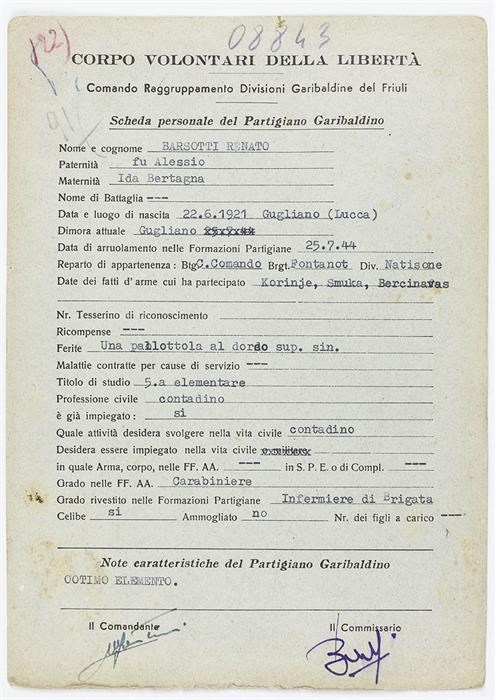 (22)
08843
CORPO VOLONTARI DELLA LIBERTÀ
Comando Raggruppamento Divisioni Garibaldine del Friuli
91
Scheda personale del Partigiano Garibaldino
Nome e cognome BARSOTTI RENATO
Paternità fu Alessio
Maternità Ida Bertagna
Nome di Battaglia ---
Data e luogo di nascita 22.6.1921 Gugliano (Lucca)
Dimora attuale Gugliano 25.7.44
Data di arruolamento nelle Formazioni Partigiane 25.7.44
Reparto di appartenenza: Btg C.Comando Brgt. Fontanot Div. Natisone
Date dei fatti d'arme cui ha partecipato Korinje, Smuka, Bercinavas
Nr. Tesserino di riconoscimento
Ricompense ---
Ferite Una pallottola al dorso sup. sin.
Malattie contratte per cause di servizio ---
Titolo di studio 5.a elementare
Professione civile contadino
è già impiegato: si
Quale attività desidera svolgere nella vita civile contadino
Desidera essere impiegato nella vita civile o militare
in quale Arma, corpo, nelle FF. AA. --- in S. P. E. o di Compl. ---
Grado nelle FF. AA. Carabiniere
Grado rivestito nelle Formazioni Partigiane Infermiere di Brigata
Celibe si Ammogliato no Nr. dei figli a carico ---
Note caratteristiche del Partigiano Garibaldino
OOTIMO ELEMENTO.
Il Comandante Il Commissario